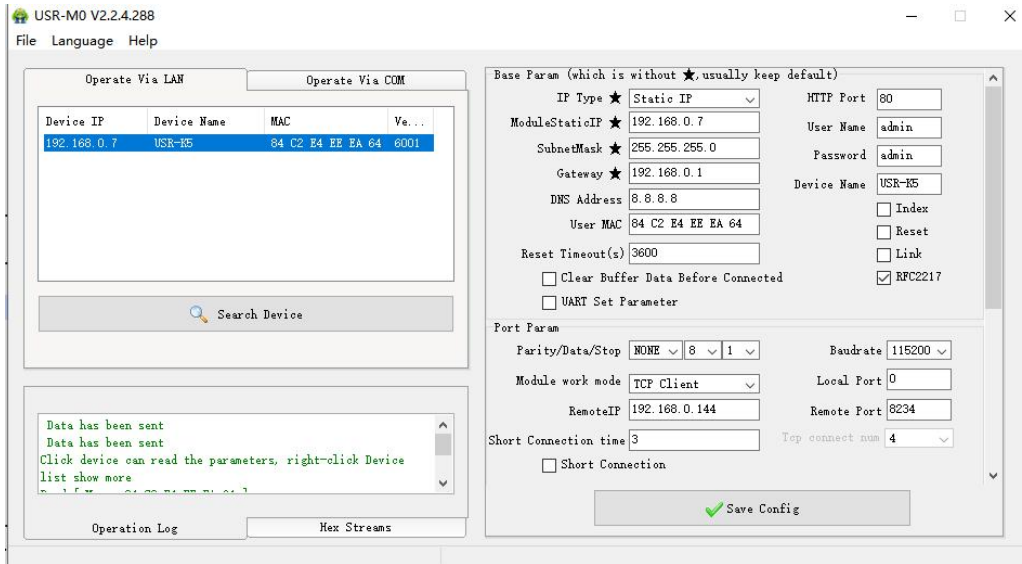 USR-M0 V2.2.4.288
File Language Help
Operate Via LAN
Operate Via COM
Device IP Device Name MAC Ve...
192.168.0.7 USR-K5 84 C2 E4 EE EA 64 6001
Search Device
Data has been sent
Data has been sent
Click device can read the parameters, right-click Device
list show more
Operation Log
Hex Streams
Base Param (which is without ★,usually keep default)
IP Type ★ Static IP
HTTP Port 80
ModuleStaticIP ★ 192.168.0.7
User Name admin
SubnetMask ★ 255.255.255.0
Password admin
Gateway ★ 192.168.0.1
Device Name USR-K5
DNS Address 8.8.8.8
Index
User MAC 84 C2 E4 EE EA 64
Reset
Reset Timeout(s) 3600
Link
Clear Buffer Data Before Connected
RFC2217
UART Set Parameter
Port Param
Parity/Data/Stop NONE 8 1
Baudrate 115200
Module work mode TCP Client
Local Port 0
RemoteIP 192.168.0.144
Remote Port 8234
Short Connection time 3
Tcp connect num 4
Short Connection
Save Config